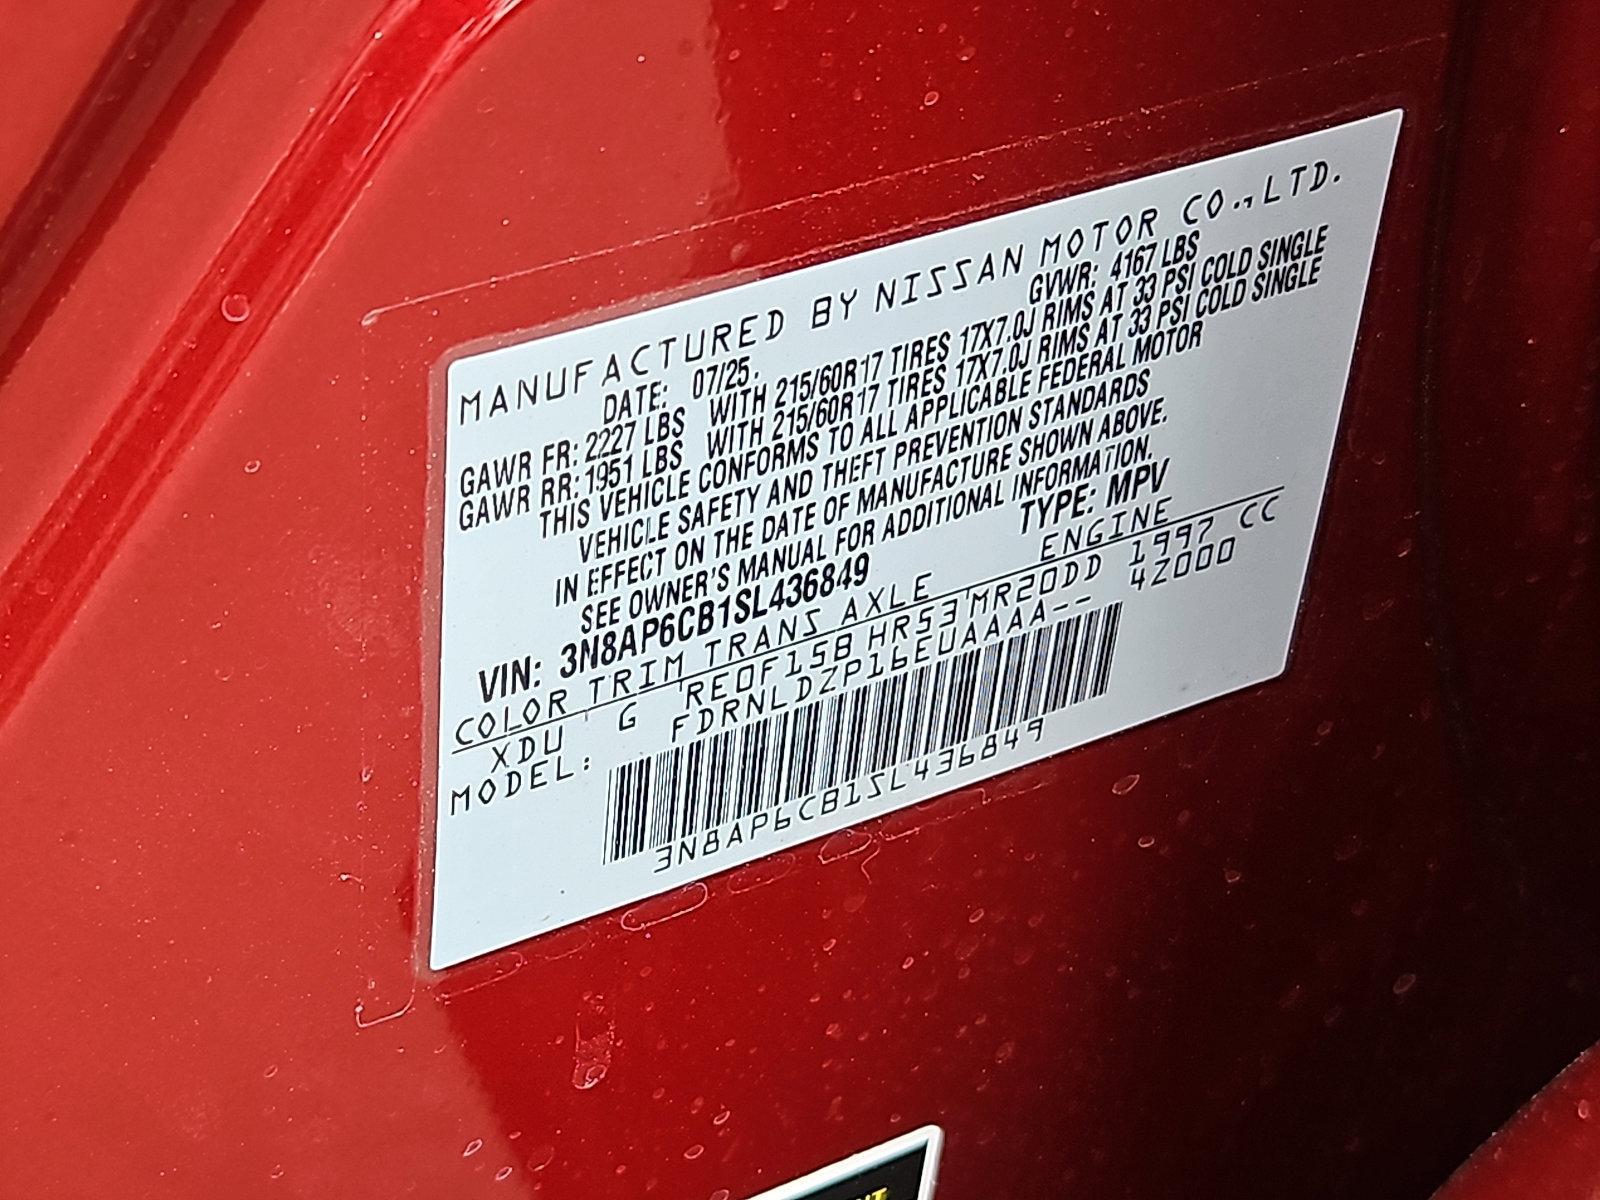 MANUFACTURED BY NISSAN MOTOR CO.,LTD.
DATE: 07/25. GVWR: 4167 LBS
GAWR FR: 2227 LBS WITH 215/60R17 TIRES 17X7.0J RIMS AT 33 PSI COLD SINGLE
GAWR RR: 1951 LBS WITH 215/60R17 TIRES 17X7.0J RIMS AT 33 PSI COLD SINGLE
THIS VEHICLE CONFORMS TO ALL APPLICABLE FEDERAL MOTOR
VEHICLE SAFETY AND THEFT PREVENTION STANDARDS
IN EFFECT ON THE DATE OF MANUFACTURE SHOWN ABOVE.
SEE OWNER'S MANUAL FOR ADDITIONAL INFORMATION.
VIN: 3N8AP6CB1SL436849 TYPE: MPV
COLOR TRIM TRANS AXLE ENGINE
XDU G RE0F15B HR53 MR20DD 1997 CC
MODEL: FDRNLDZP16EUAAAA-- 4Z000
3N8AP6CB1SL436849